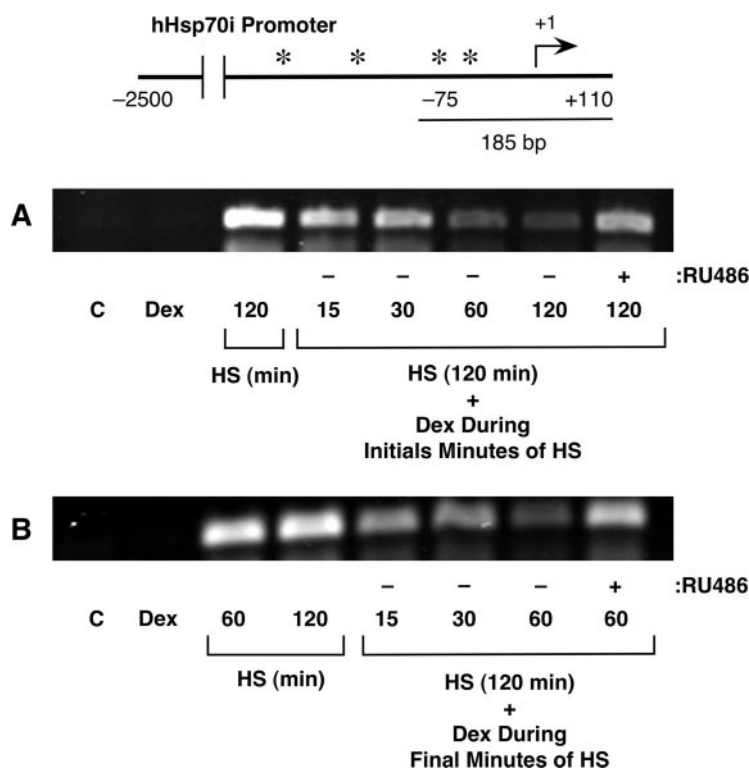 hHsp70i Promoter
+1
* * * *
–2500 –75 +110
185 bp
A
– – – – + :RU486
C Dex 120 15 30 60 120 120
HS (min) HS (120 min)
+
Dex During
Initials Minutes of HS
B
– – – + :RU486
C Dex 60 120 15 30 60 60
HS (min) HS (120 min)
+
Dex During
Final Minutes of HS